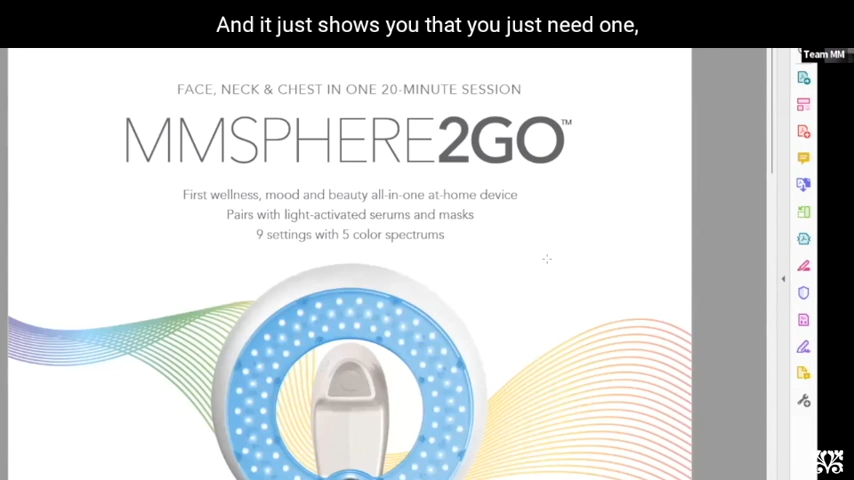 And it just shows you that you just need one,
Team MM
FACE, NECK & CHEST IN ONE 20-MINUTE SESSION
MMSPHERE2GO™
First wellness, mood and beauty all-in-one at-home device
Pairs with light-activated serums and masks
9 settings with 5 color spectrums